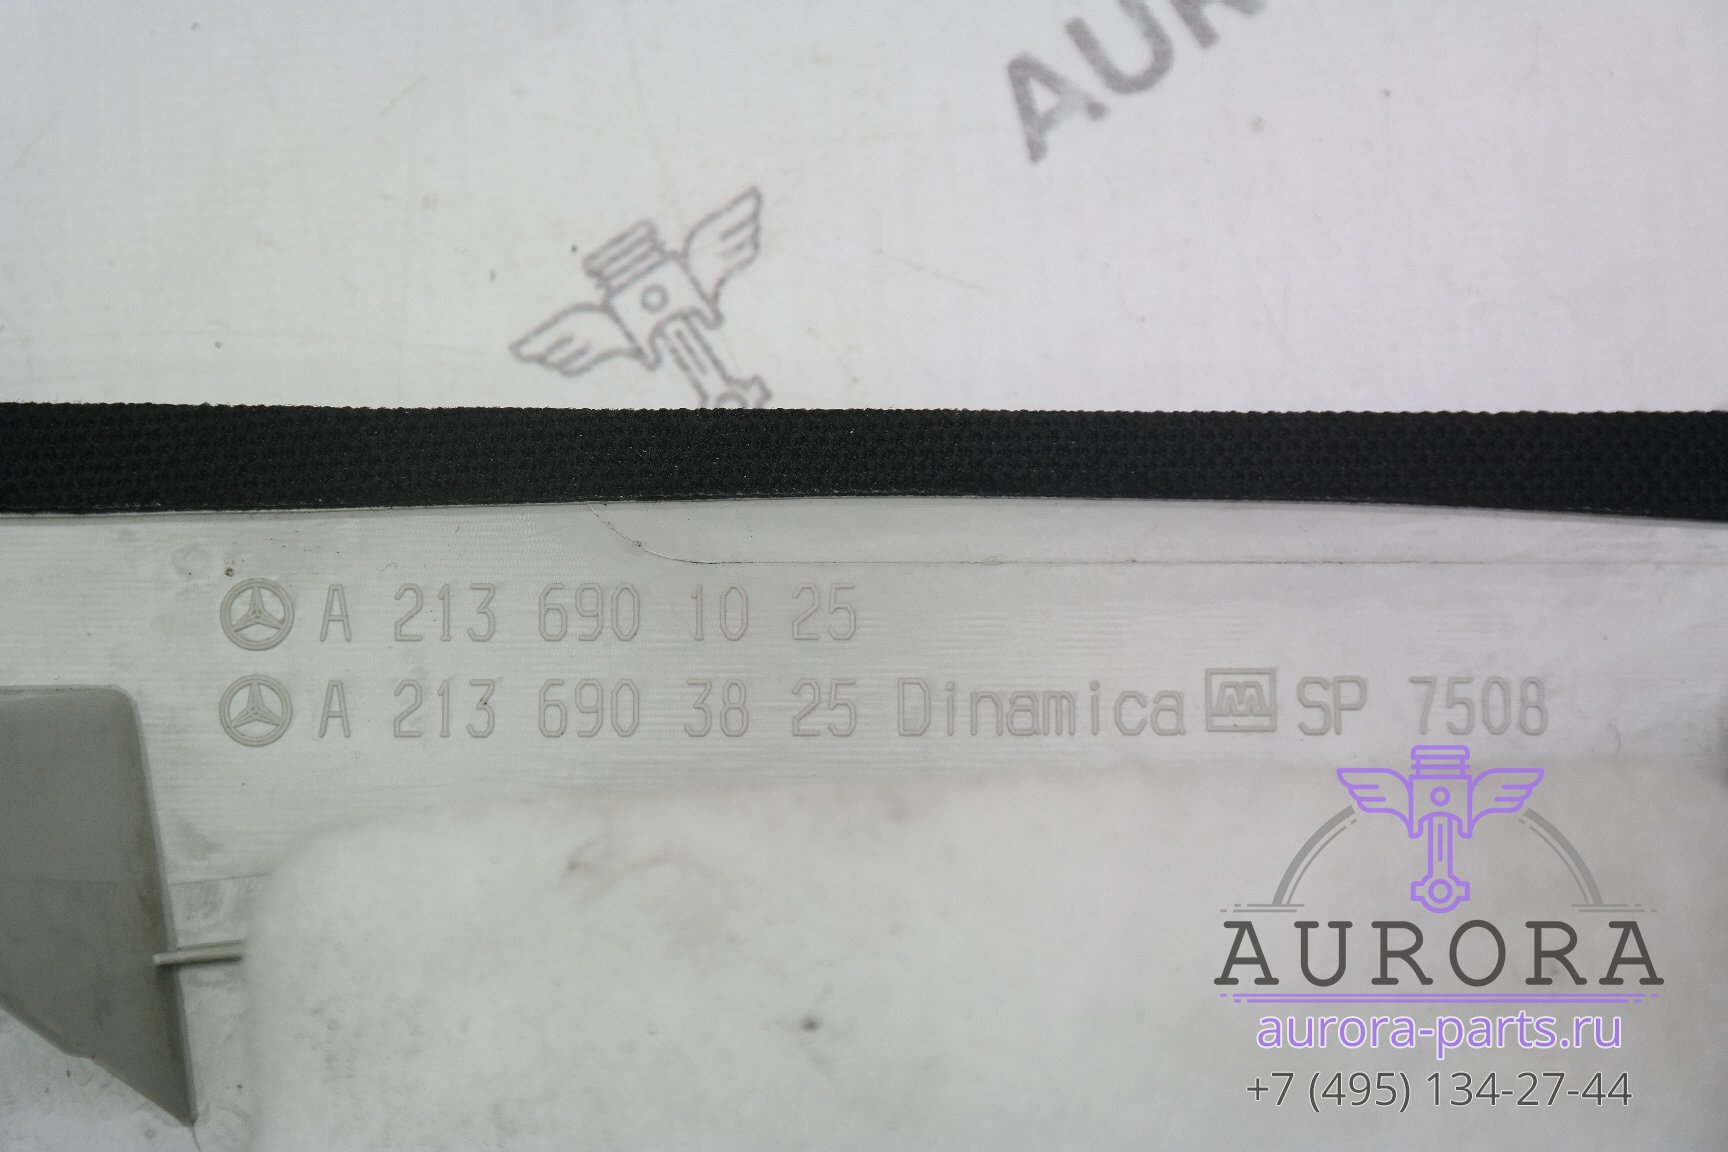 AUR
A 213 690 10 25
A 213 690 38 25 Dinamica M SP 7508
AURORA
aurora-parts.ru
+7 (495) 134-27-44